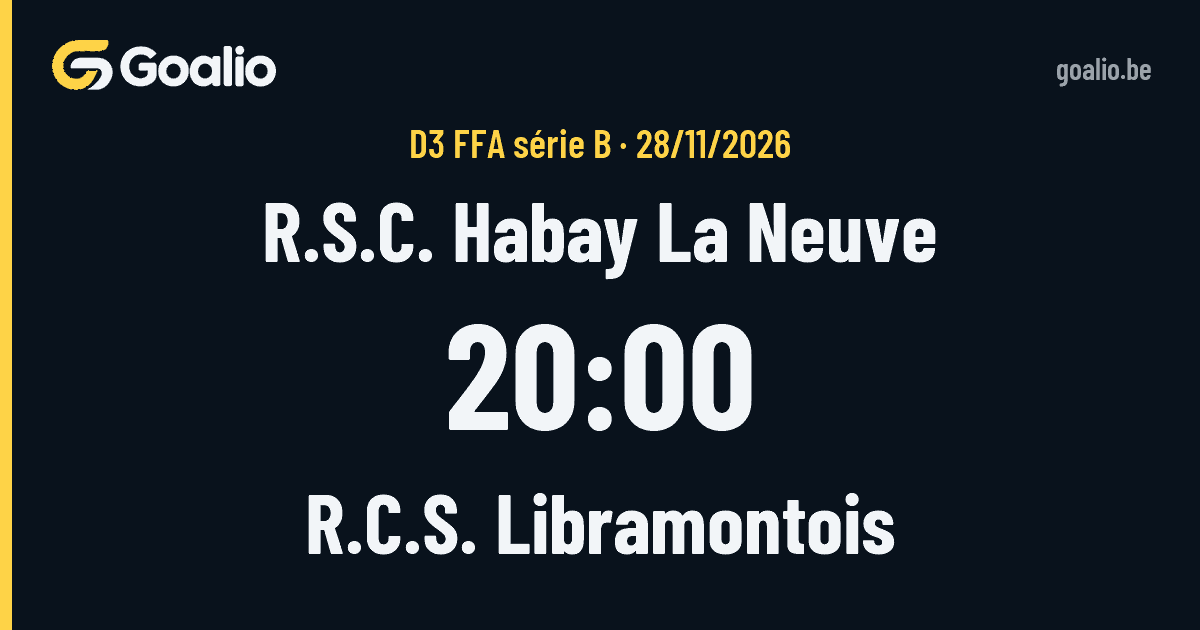 Goalio
goalio.be
D3 FFA série B · 28/11/2026
R.S.C. Habay La Neuve
20:00
R.C.S. Libramontois